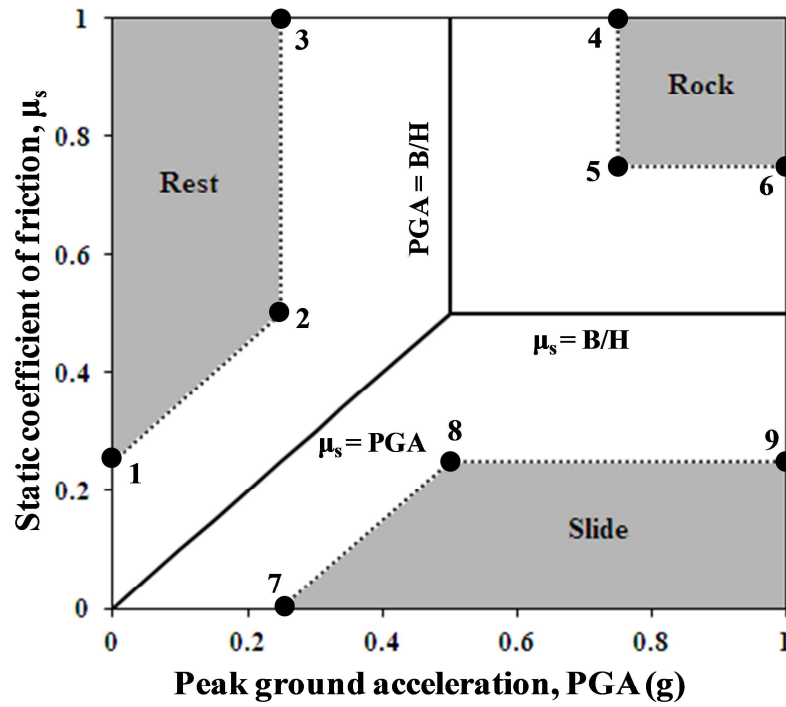 Static coefficient of friction, μs
1
0.8
0.6
0.4
0.2
0
0
0.2
0.4
0.6
0.8
1
Peak ground acceleration, PGA (g)
3
4
Rock
5
6
Rest
PGA = B/H
2
μs = B/H
1
μs = PGA
8
9
Slide
7